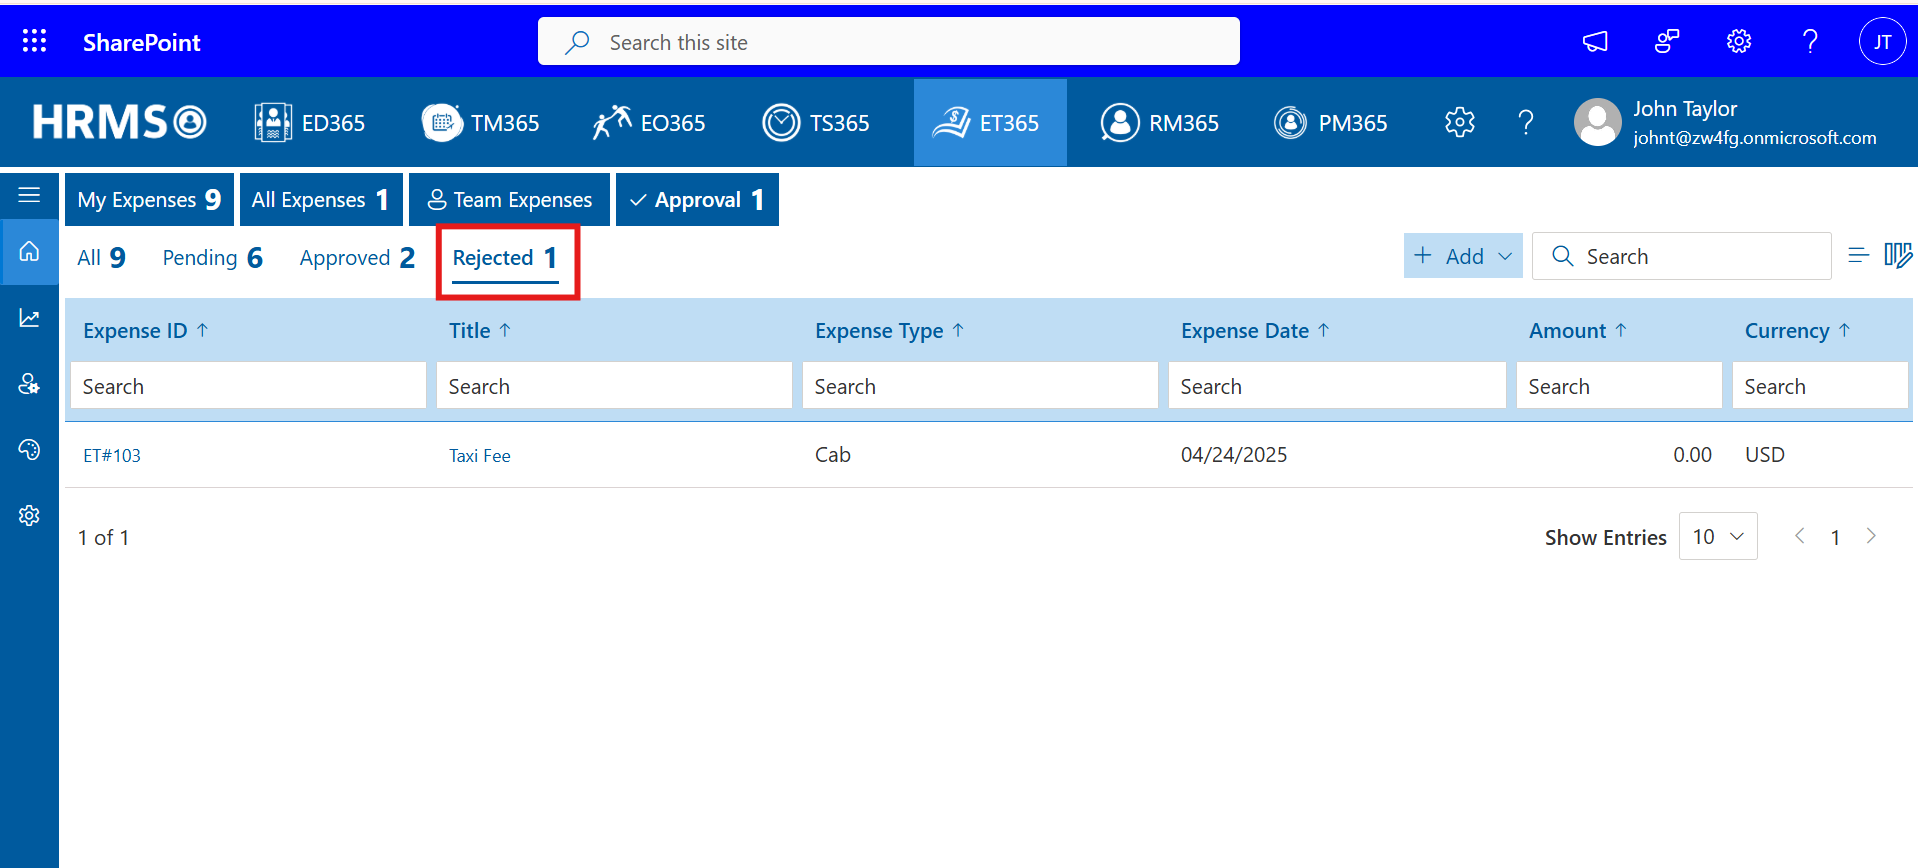 SharePoint
Search this site
JT
HRMS
ED365
TM365
EO365
TS365
ET365
RM365
PM365
John Taylor
johnt@zw4fg.onmicrosoft.com
My Expenses 9
All Expenses 1
Team Expenses
Approval 1
All 9
Pending 6
Approved 2
Rejected 1
Add
Search
Expense ID ↑
Title ↑
Expense Type ↑
Expense Date ↑
Amount ↑
Currency ↑
Search
Search
Search
Search
Search
Search
ET#103
Taxi Fee
Cab
04/24/2025
0.00
USD
1 of 1
Show Entries
10
1